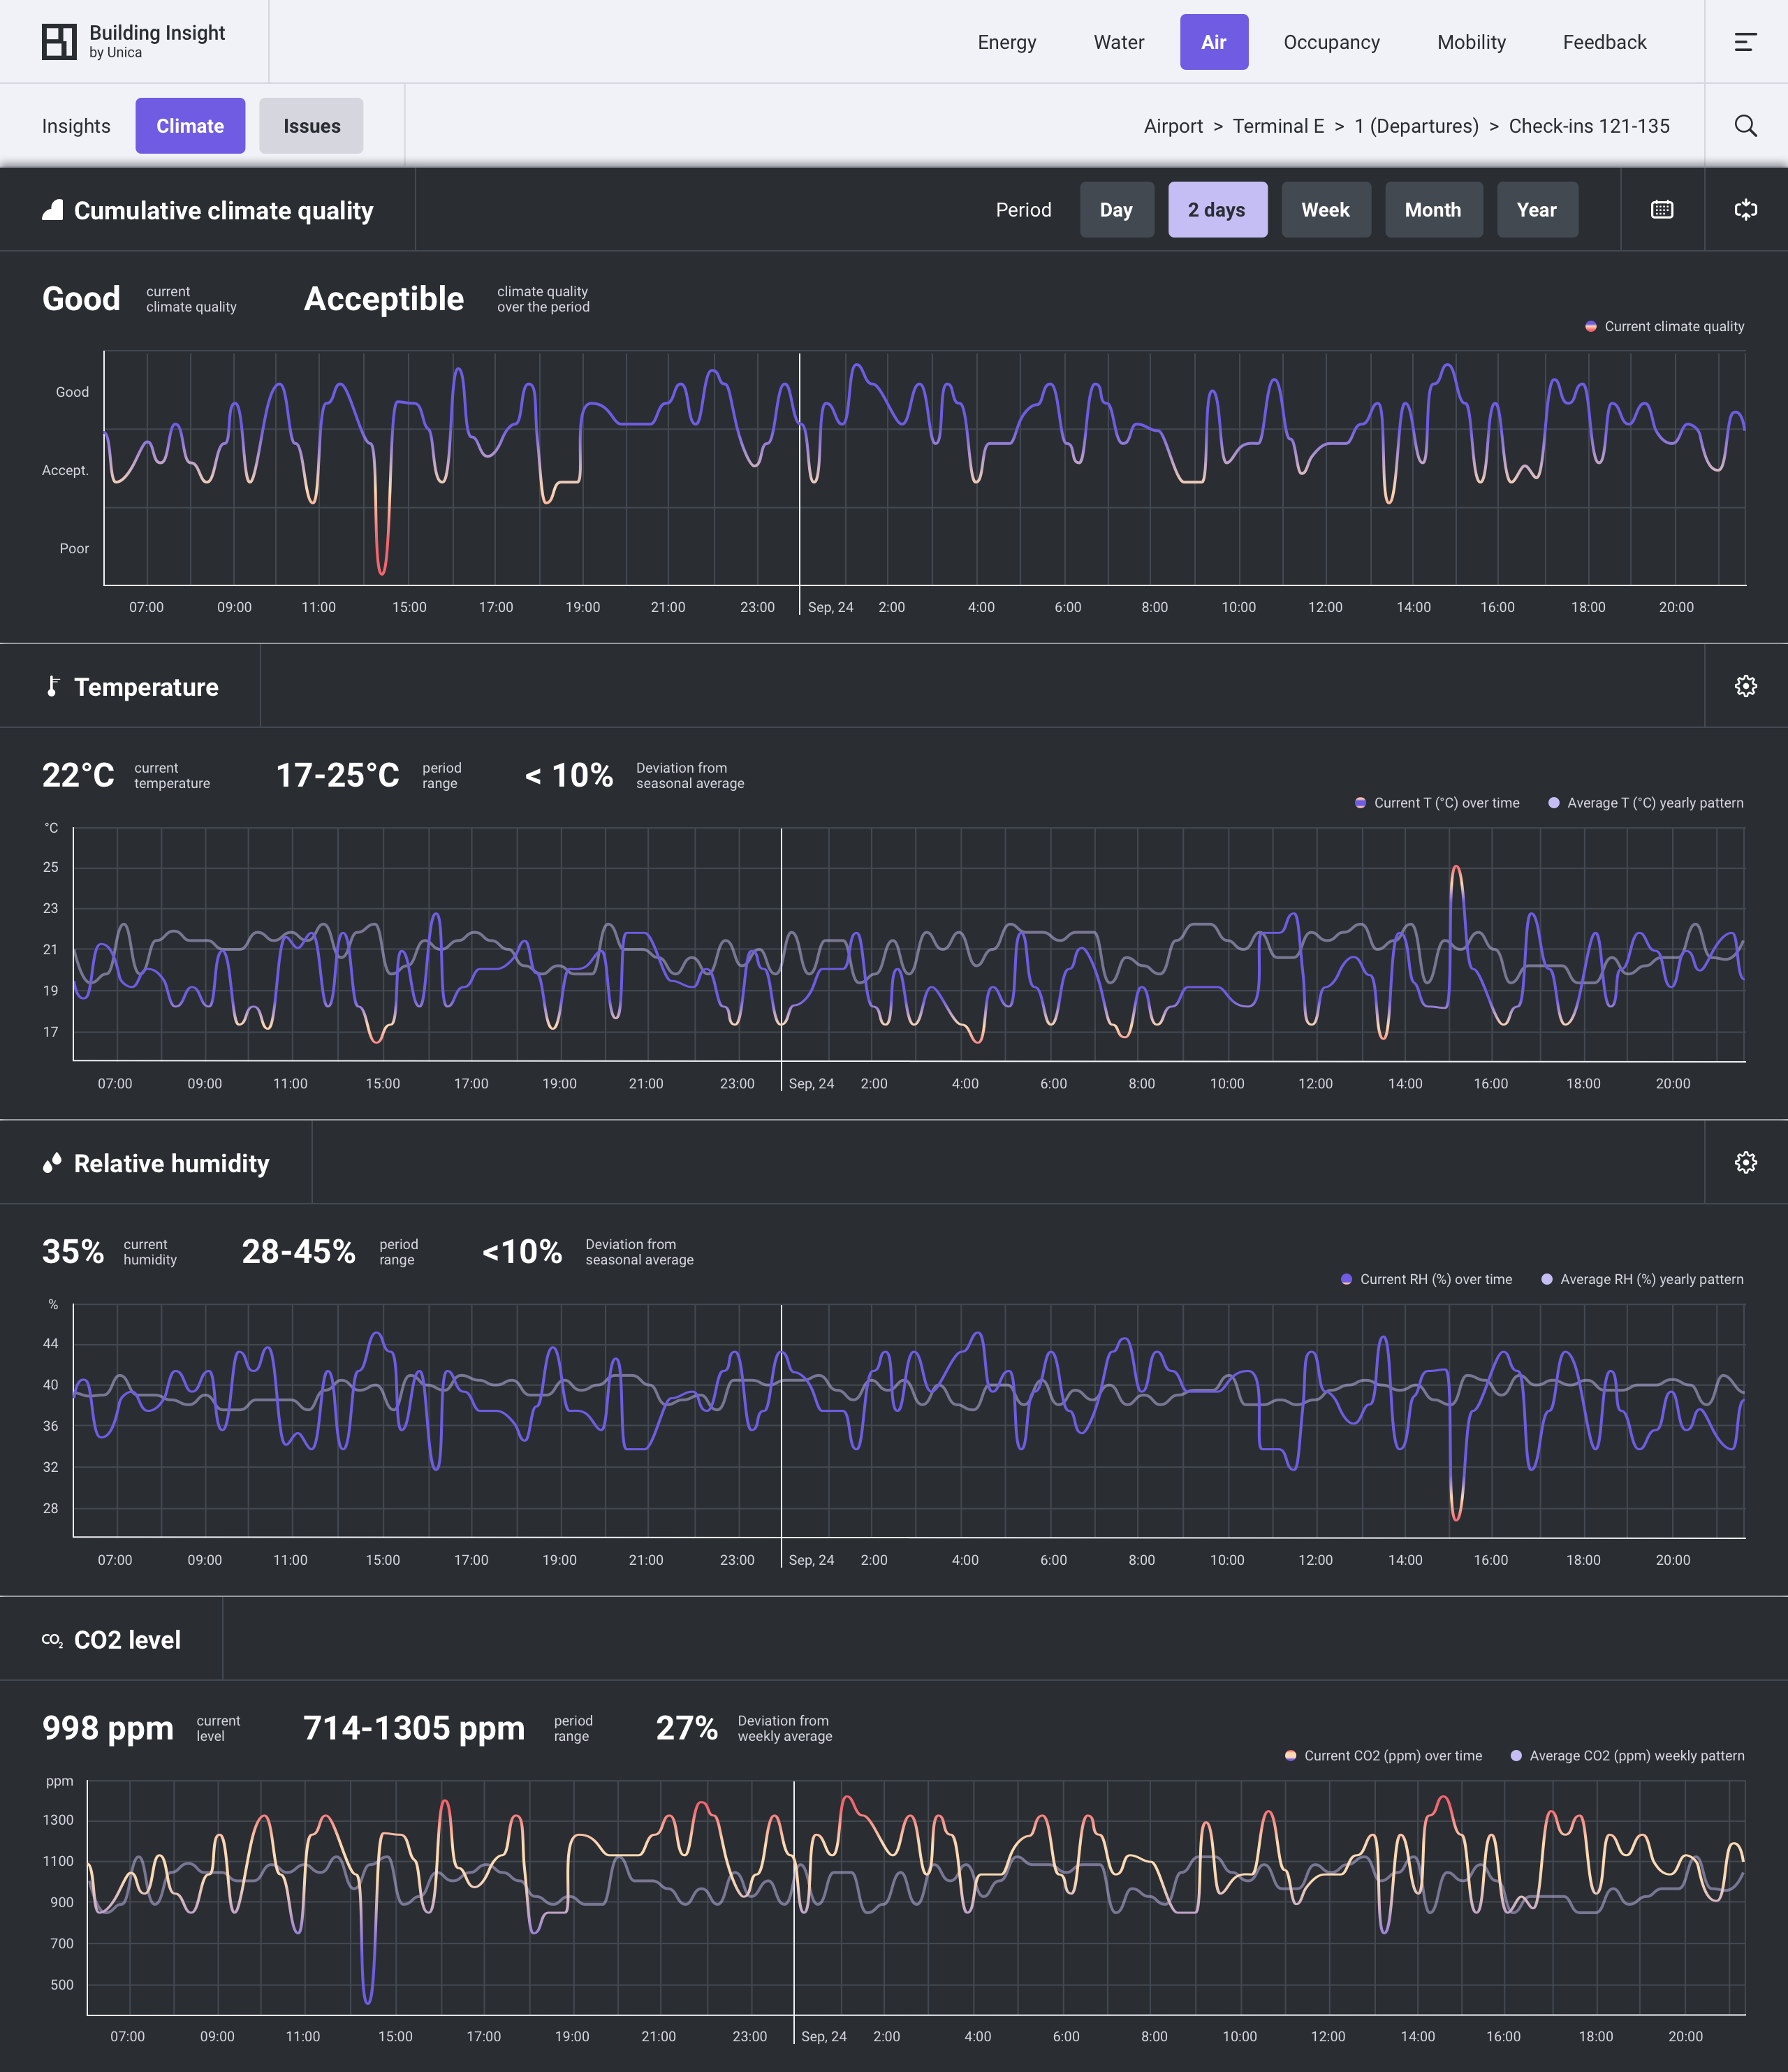 Building Insight
by Unica
Energy Water Air Occupancy Mobility Feedback
Insights Climate Issues
Airport > Terminal E > 1 (Departures) > Check-ins 121-135
Cumulative climate quality
Period Day 2 days Week Month Year
Good current
climate quality
Acceptible climate quality
over the period
Current climate quality
Good
Accept.
Poor
07:00 09:00 11:00 15:00 17:00 19:00 21:00 23:00 Sep, 24 2:00 4:00 6:00 8:00 10:00 12:00 14:00 16:00 18:00 20:00
Temperature
22°C current
temperature
17-25°C period
range
< 10% Deviation from
seasonal average
Current T (°C) over time Average T (°C) yearly pattern
°C
25
23
21
19
17
07:00 09:00 11:00 15:00 17:00 19:00 21:00 23:00 Sep, 24 2:00 4:00 6:00 8:00 10:00 12:00 14:00 16:00 18:00 20:00
Relative humidity
35% current
humidity
28-45% period
range
<10% Deviation from
seasonal average
Current RH (%) over time Average RH (%) yearly pattern
%
44
40
36
32
28
07:00 09:00 11:00 15:00 17:00 19:00 21:00 23:00 Sep, 24 2:00 4:00 6:00 8:00 10:00 12:00 14:00 16:00 18:00 20:00
CO2 CO2 level
998 ppm current
level
714-1305 ppm period
range
27% Deviation from
weekly average
Current CO2 (ppm) over time Average CO2 (ppm) weekly pattern
ppm
1300
1100
900
700
500
07:00 09:00 11:00 15:00 17:00 19:00 21:00 23:00 Sep, 24 2:00 4:00 6:00 8:00 10:00 12:00 14:00 16:00 18:00 20:00